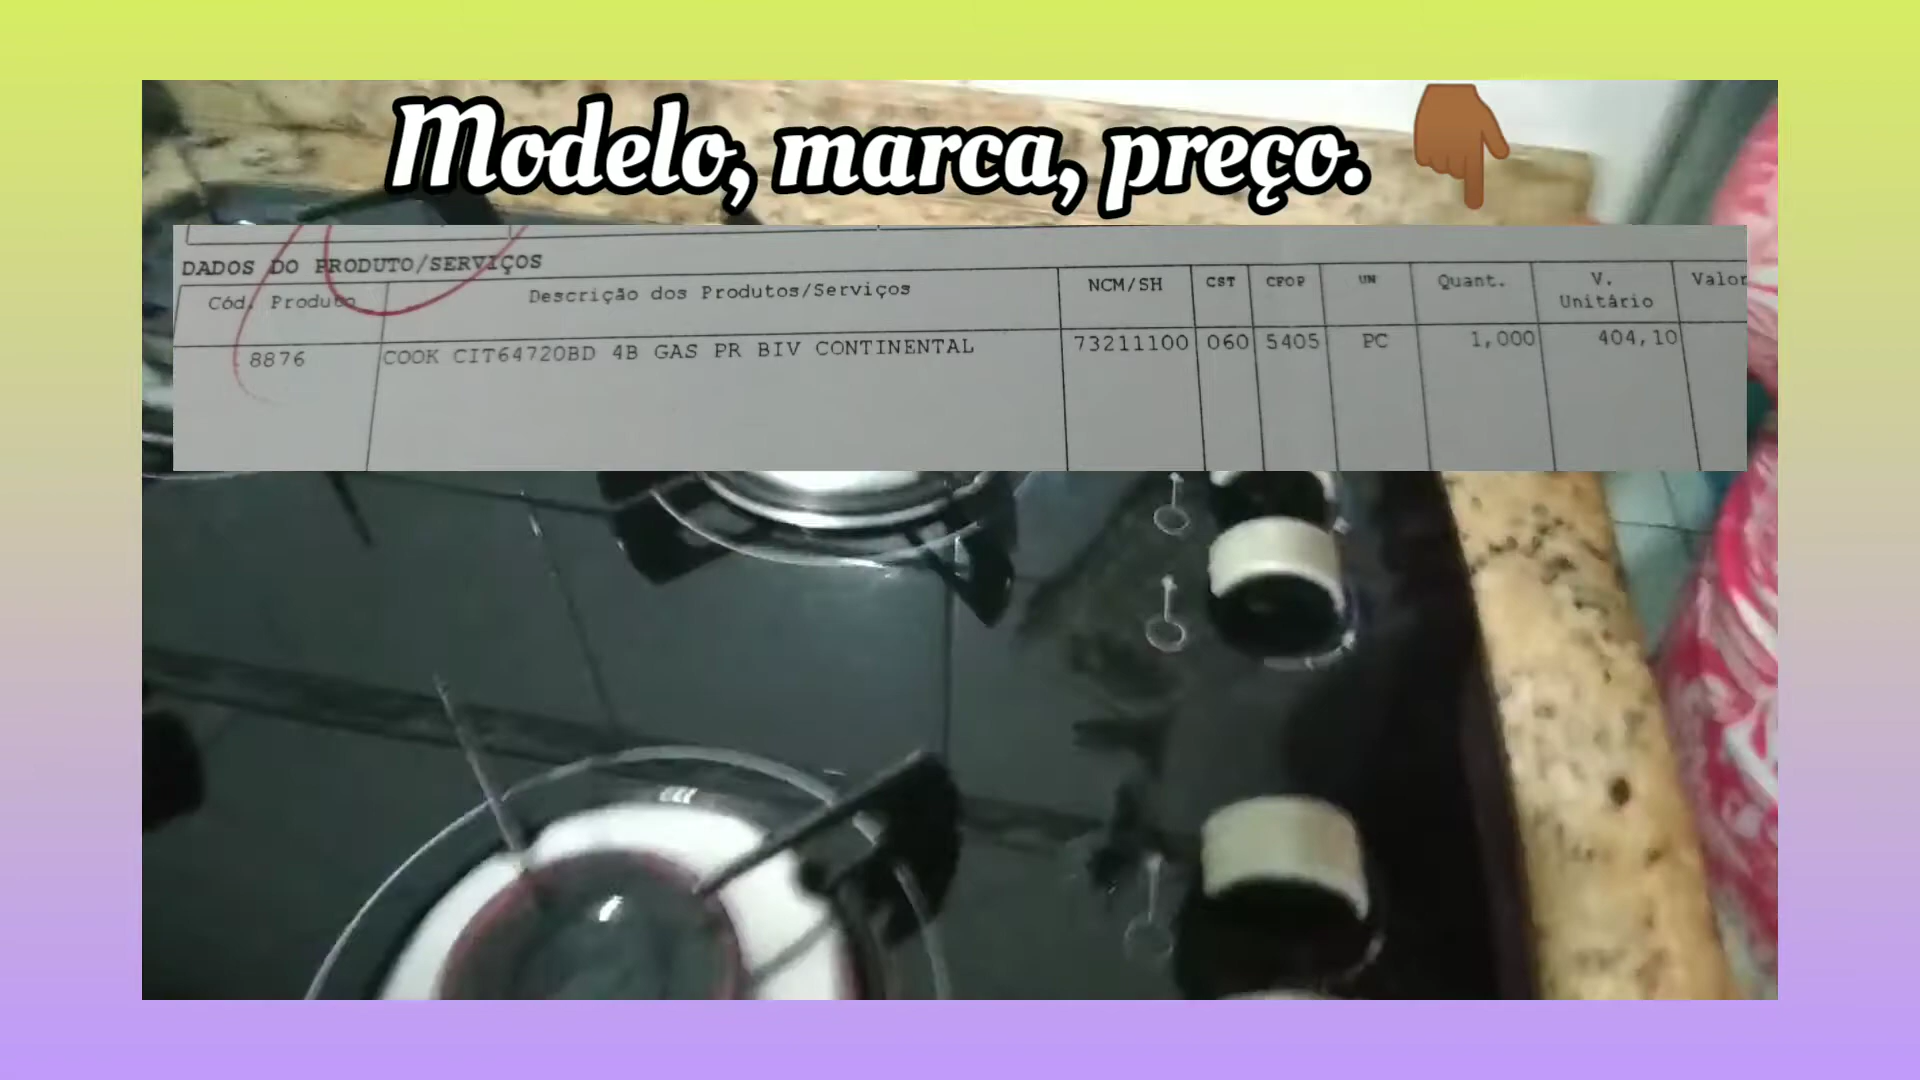 Modelo, marca, preço.
DADOS DO PRODUTO/SERVIÇOS
Cód. Produto Descrição dos Produtos/Serviços NCM/SH CST CFOP UN Quant. V. Unitário Valor
8876 COOK CIT64720BD 4B GAS PR BIV CONTINENTAL 73211100 060 5405 PC 1,000 404,10